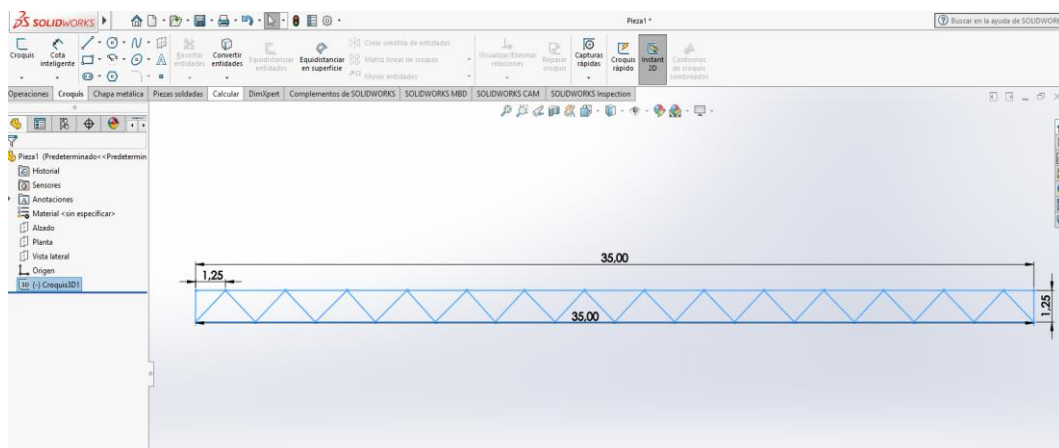 SOLIDWORKS
Pieza1 *
Buscar en la ayuda de SOLIDWOR
Croquis
Cota inteligente
Recortar entidades
Convertir entidades
Equidistanciar entidades
Equidistanciar en superficie
Crear simetría de entidades
Matriz lineal de croquis
Mover entidades
Visualizar/Eliminar relaciones
Reparar croquis
Capturas rápidas
Croquis rápido
Instant 2D
Contornos de croquis sombreados
Operaciones
Croquis
Chapa metálica
Piezas soldadas
Calcular
DimXpert
Complementos de SOLIDWORKS
SOLIDWORKS MBD
SOLIDWORKS CAM
SOLIDWORKS Inspection
Pieza1 (Predeterminado<<Predetermin
Historial
Sensores
Anotaciones
Material <sin especificar>
Alzado
Planta
Vista lateral
Origen
3D (-) Croquis3D1
35,00
1,25
35,00
1,25